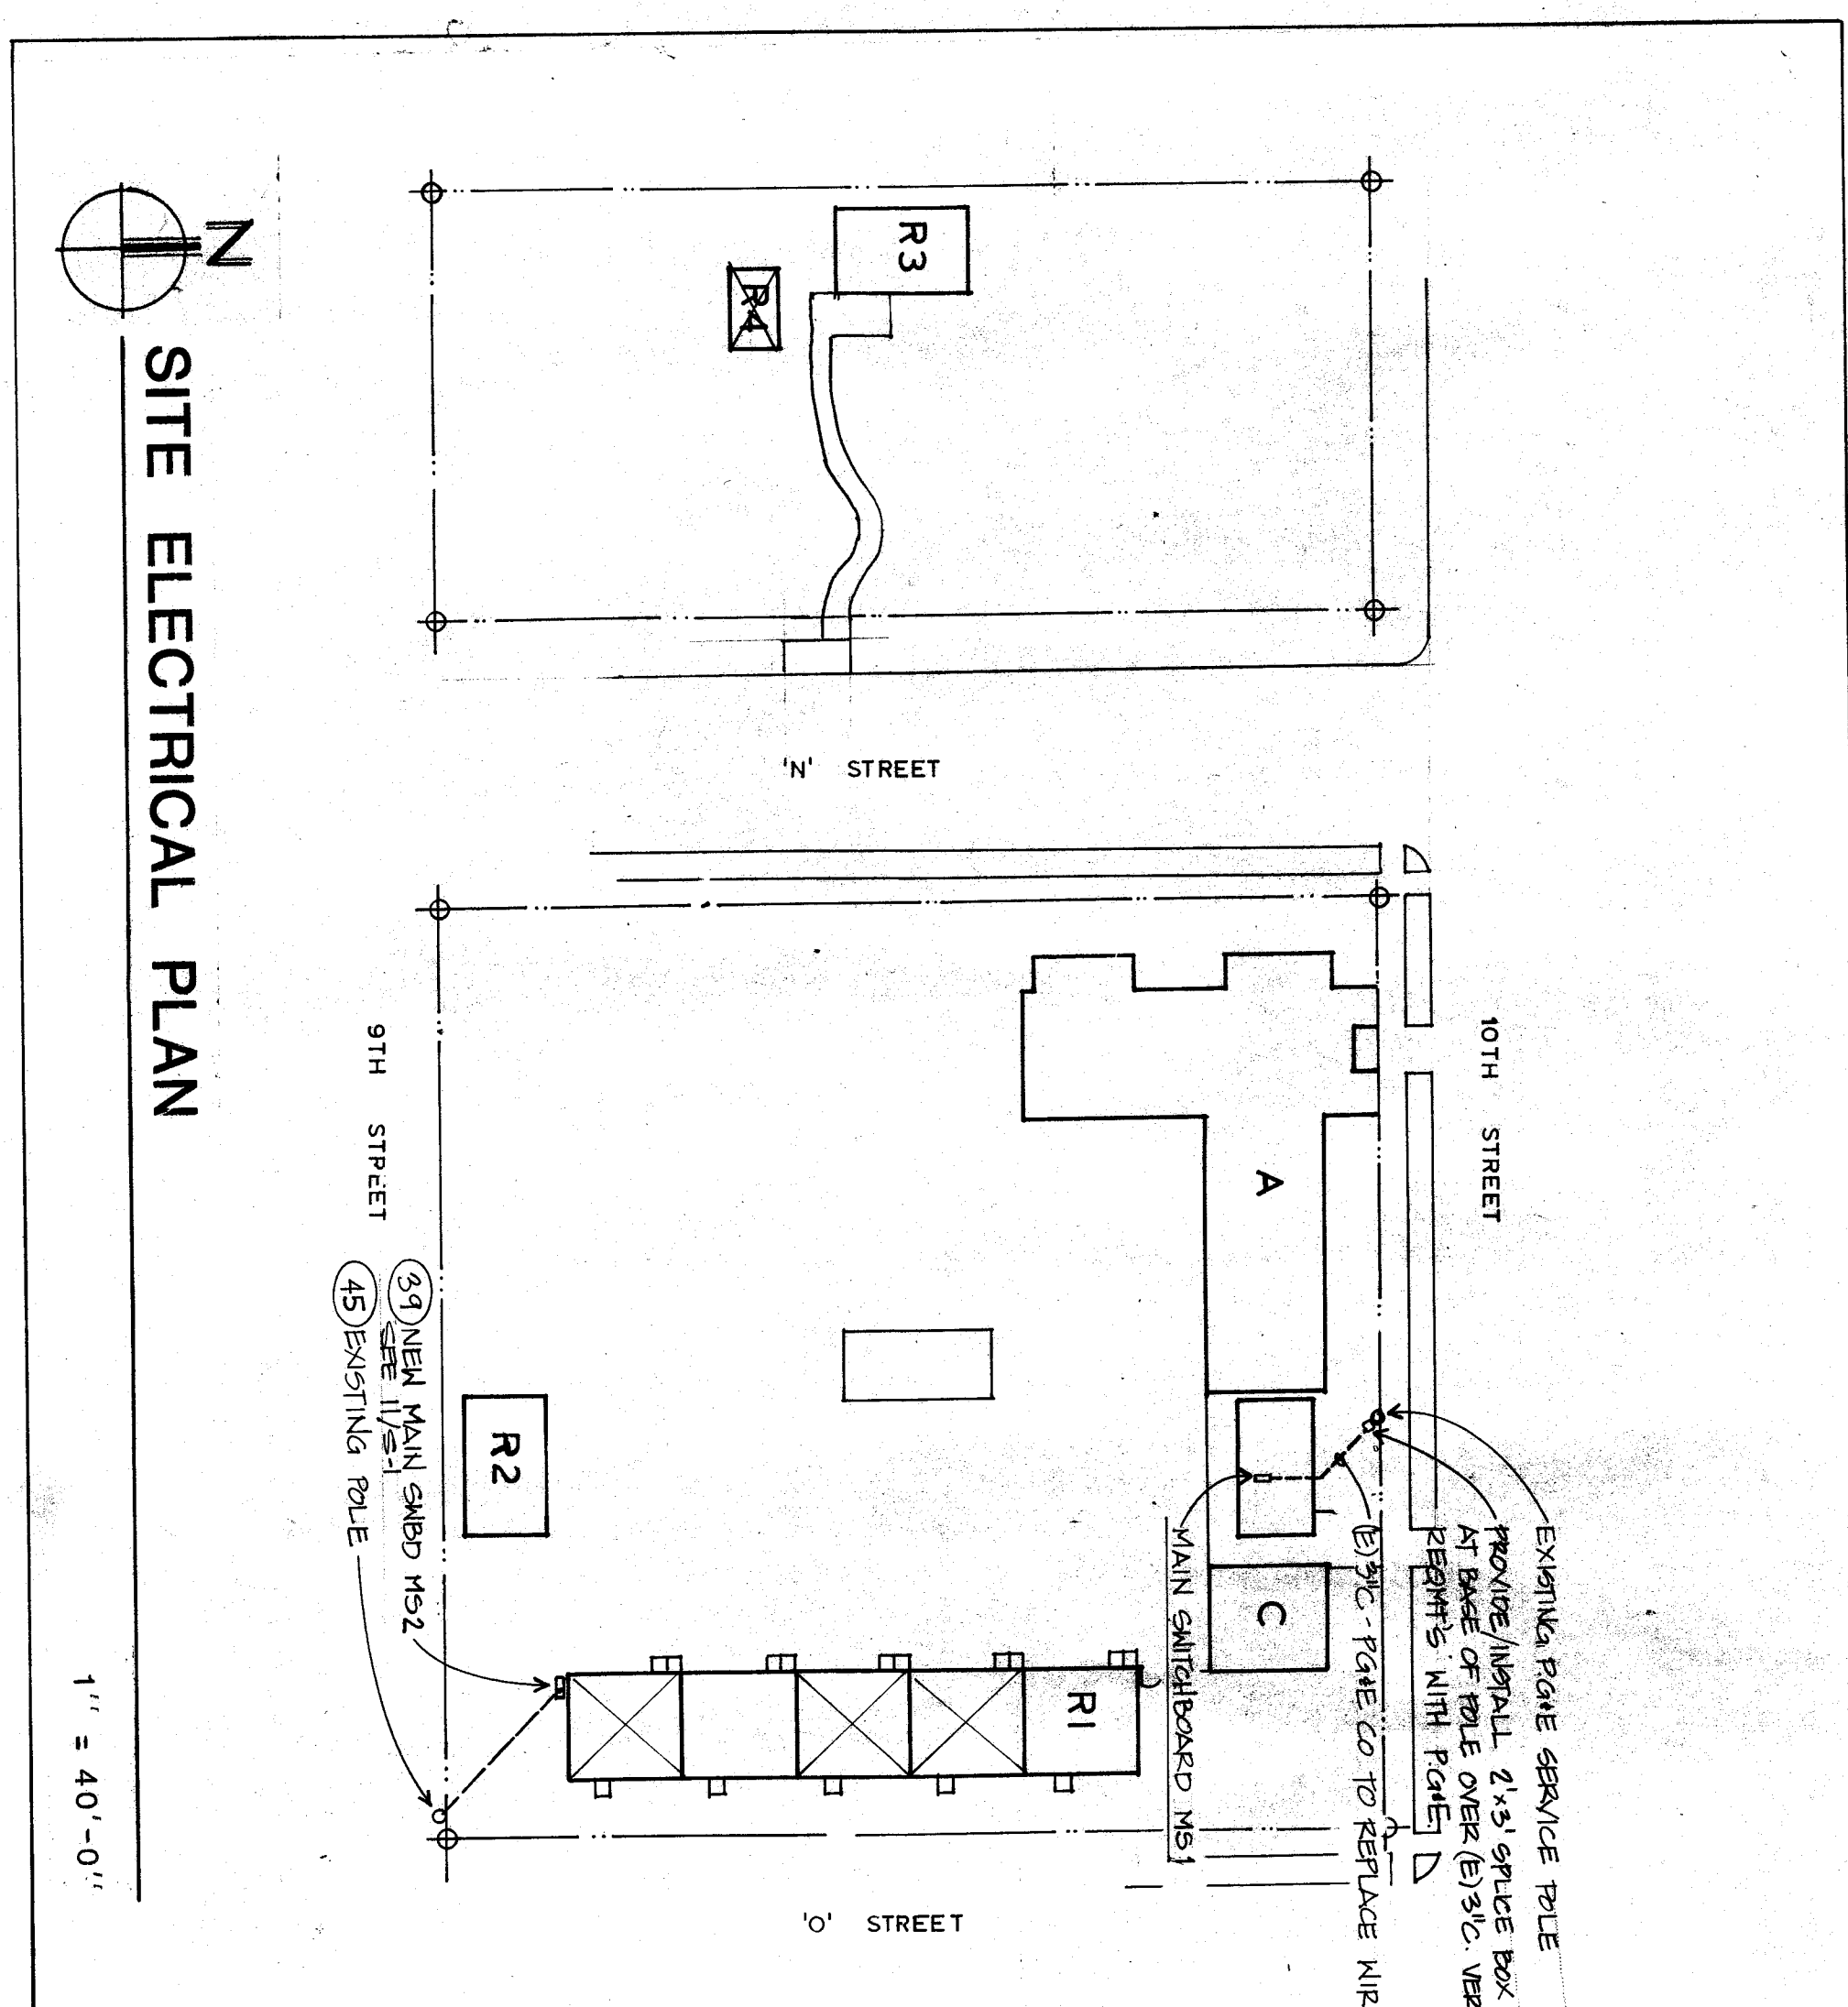 N
SITE ELECTRICAL PLAN
1" = 40'-0"
R3
R4
'N' STREET
10TH STREET
9TH STREET
A
R2
C
R1
'O' STREET
39 NEW MAIN SWBD MS2
SEE 11/S-1
45 EXISTING POLE
EXISTING P.G&E SERVICE POLE
PROVIDE/INSTALL 2'x3' SPLICE BOX
AT BASE OF POLE OVER (E)3"C. VER
REQMT'S WITH P.G&E.
(E)3"C - PG&E CO TO REPLACE WIR
MAIN SWITCHBOARD MS1